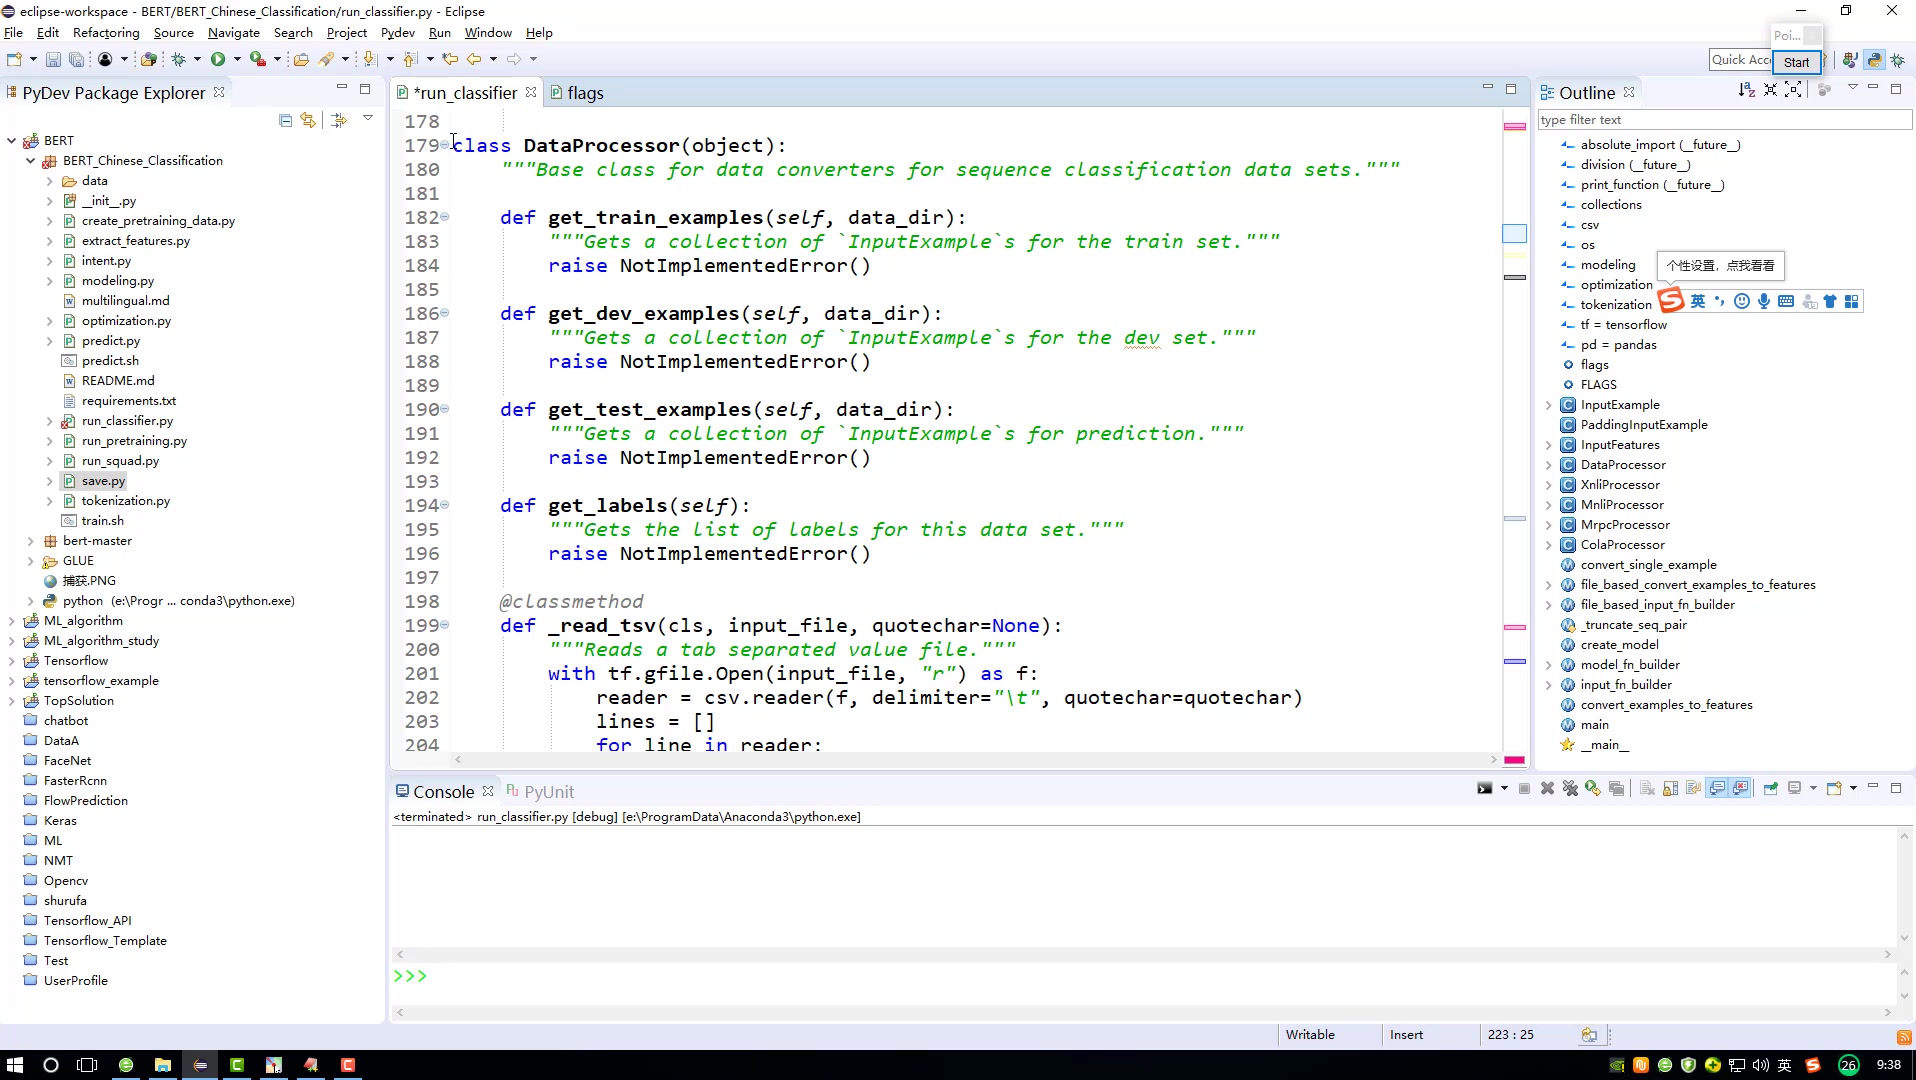 eclipse-workspace - BERT/BERT_Chinese_Classification/run_classifier.py - Eclipse
File Edit Refactoring Source Navigate Search Project Pydev Run Window Help
Poi...
Quick Acc
Start
PyDev Package Explorer
BERT
BERT_Chinese_Classification
data
__init__.py
create_pretraining_data.py
extract_features.py
intent.py
modeling.py
multilingual.md
optimization.py
predict.py
predict.sh
README.md
requirements.txt
run_classifier.py
run_pretraining.py
run_squad.py
save.py
tokenization.py
train.sh
bert-master
GLUE
捕获.PNG
python (e:\Progr ... conda3\python.exe)
ML_algorithm
ML_algorithm_study
Tensorflow
tensorflow_example
TopSolution
chatbot
DataA
FaceNet
FasterRcnn
FlowPrediction
Keras
ML
NMT
Opencv
shurufa
Tensorflow_API
Tensorflow_Template
Test
UserProfile
*run_classifier flags
178
179 class DataProcessor(object):
180 """Base class for data converters for sequence classification data sets."""
181
182 def get_train_examples(self, data_dir):
183 """Gets a collection of `InputExample`s for the train set."""
184 raise NotImplementedError()
185
186 def get_dev_examples(self, data_dir):
187 """Gets a collection of `InputExample`s for the dev set."""
188 raise NotImplementedError()
189
190 def get_test_examples(self, data_dir):
191 """Gets a collection of `InputExample`s for prediction."""
192 raise NotImplementedError()
193
194 def get_labels(self):
195 """Gets the list of labels for this data set."""
196 raise NotImplementedError()
197
198 @classmethod
199 def _read_tsv(cls, input_file, quotechar=None):
200 """Reads a tab separated value file."""
201 with tf.gfile.Open(input_file, "r") as f:
202 reader = csv.reader(f, delimiter="\t", quotechar=quotechar)
203 lines = []
204 for line in reader:
Outline
type filter text
absolute_import (__future__)
division (__future__)
print_function (__future__)
collections
csv
os
modeling
optimization
tokenization
tf = tensorflow
pd = pandas
flags
FLAGS
InputExample
PaddingInputExample
InputFeatures
DataProcessor
XnliProcessor
MnliProcessor
MrpcProcessor
ColaProcessor
convert_single_example
file_based_convert_examples_to_features
file_based_input_fn_builder
_truncate_seq_pair
create_model
model_fn_builder
input_fn_builder
convert_examples_to_features
main
__main__
个性设置，点我看看
英
Console PyUnit
<terminated> run_classifier.py [debug] [e:\ProgramData\Anaconda3\python.exe]
>>>
Writable Insert 223 : 25
英 26 9:38